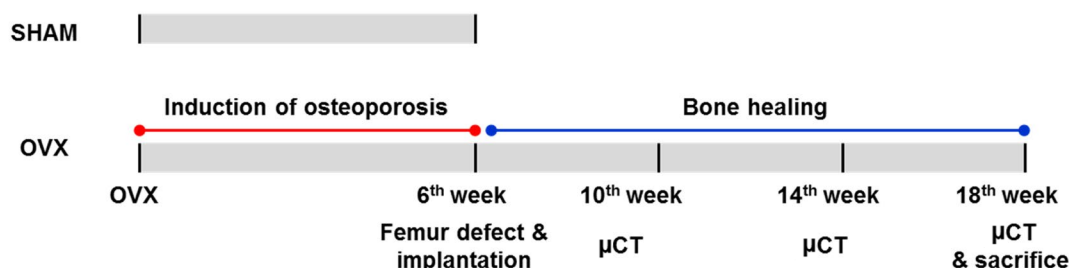 SHAM
Induction of osteoporosis
Bone healing
OVX
OVX
6th week
10th week
14th week
18th week
Femur defect &
implantation
µCT
µCT
µCT
& sacrifice